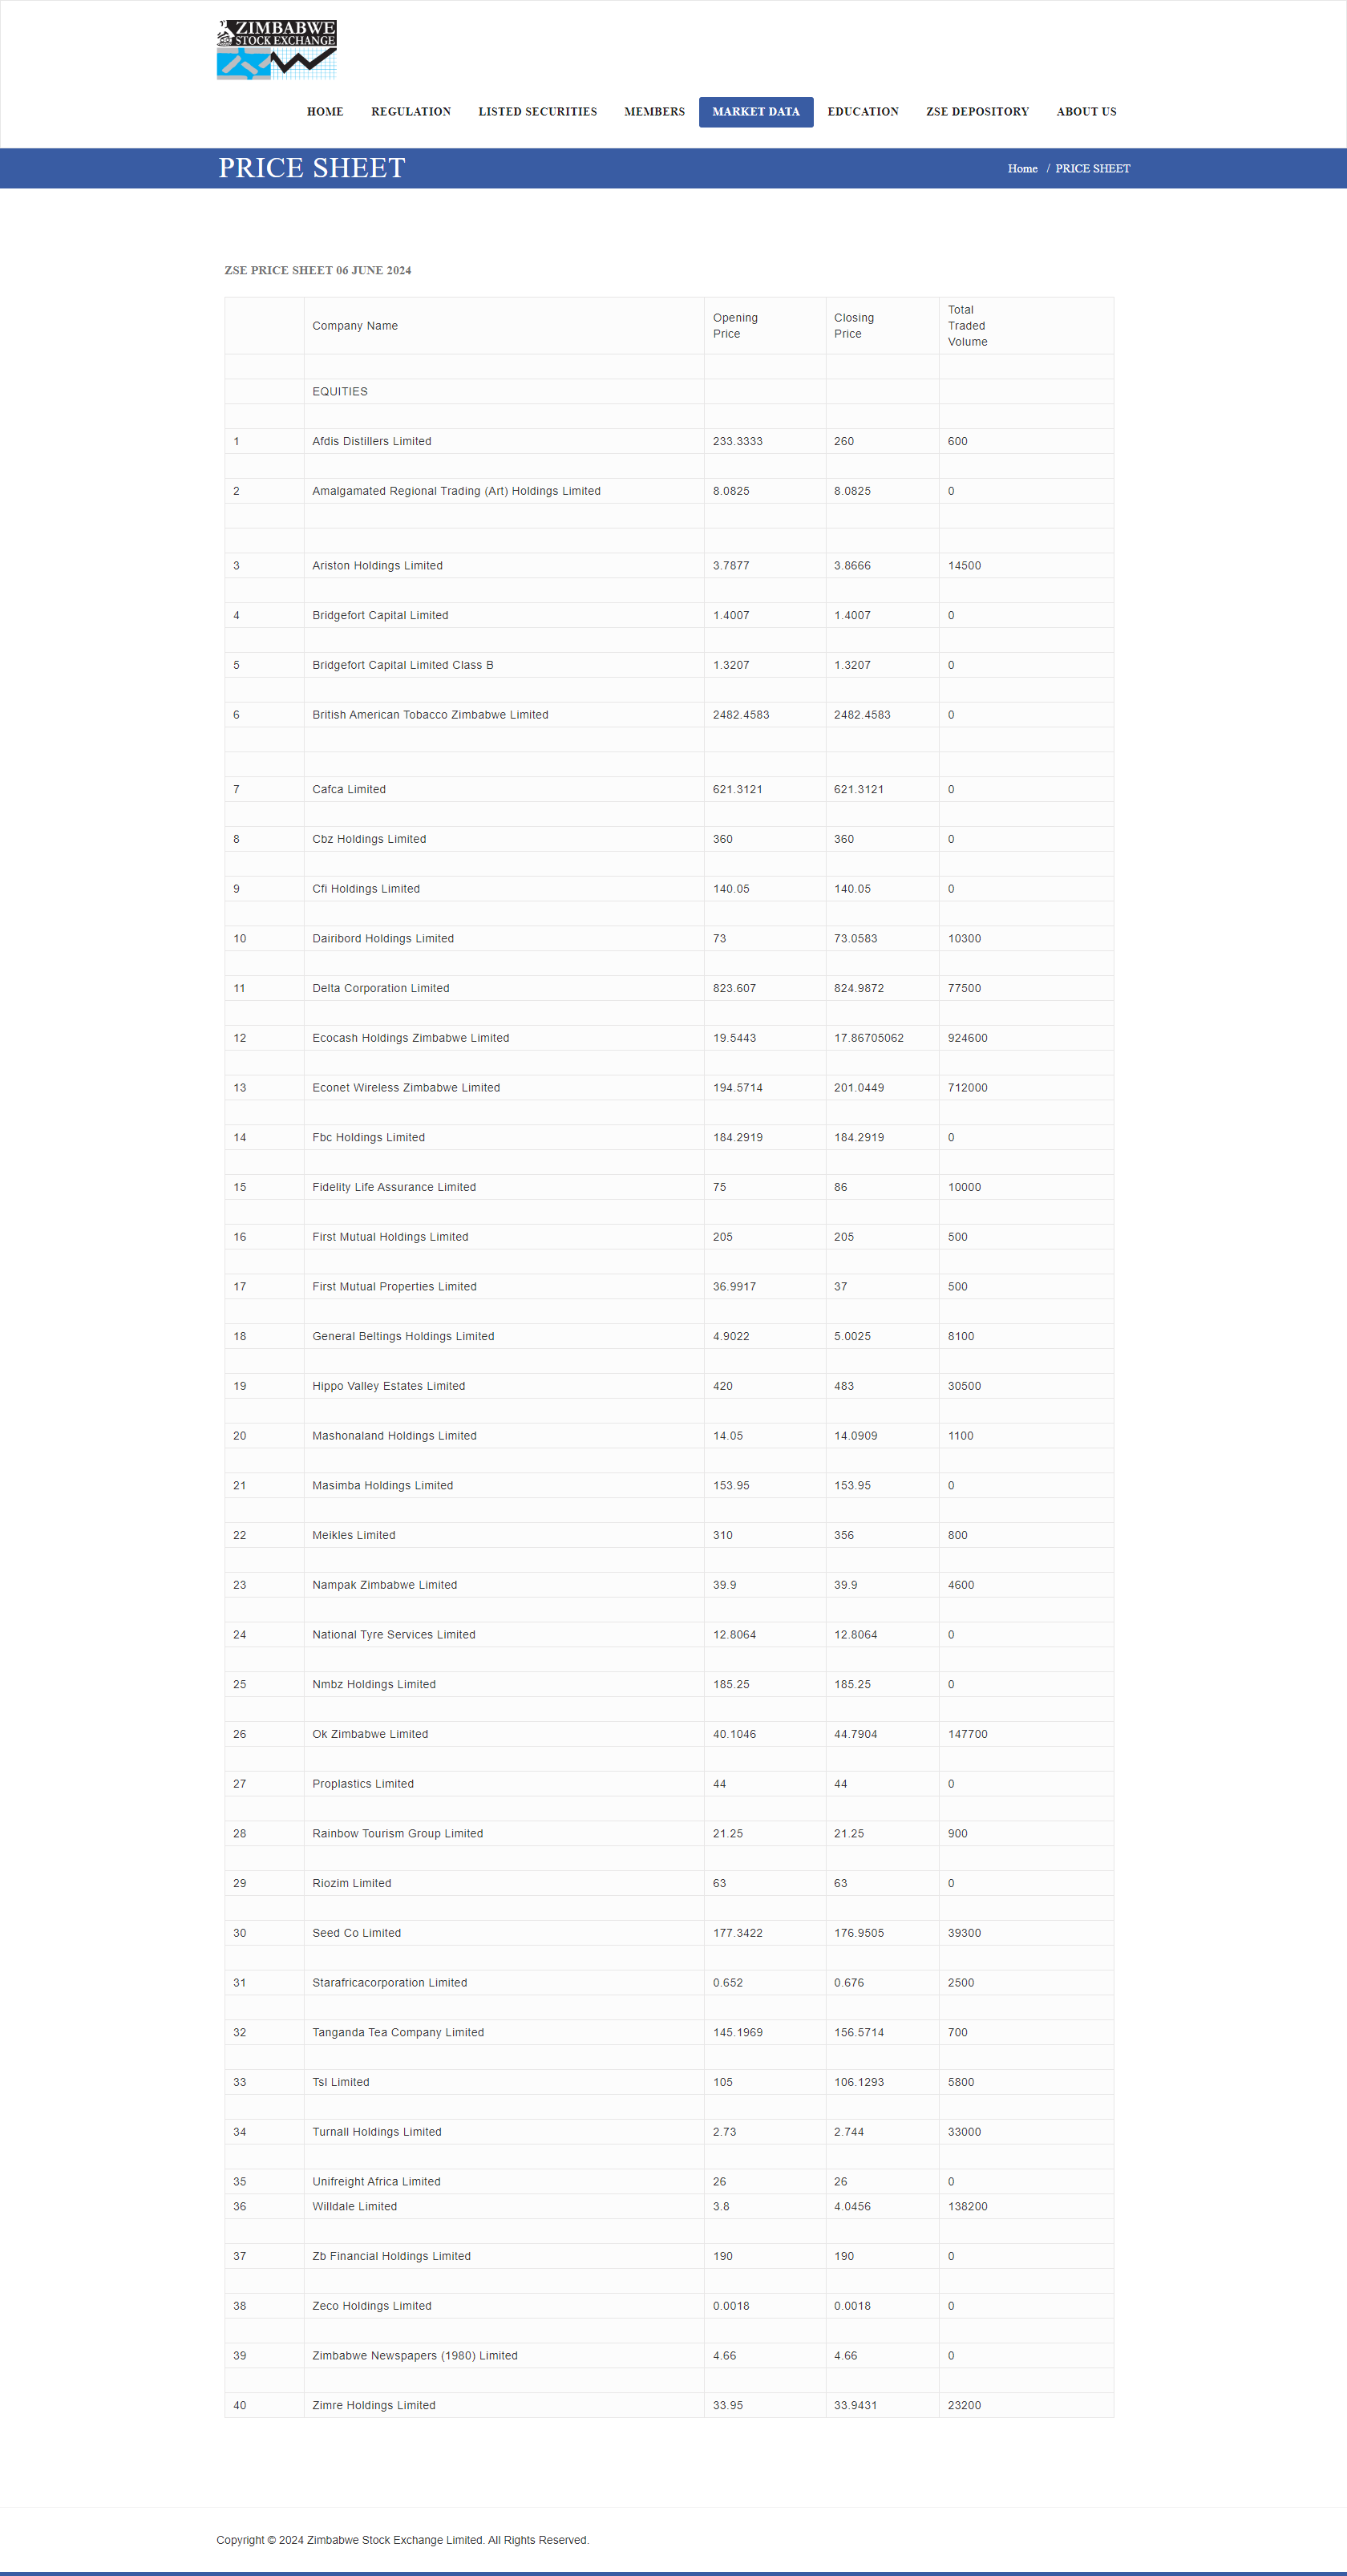 ZIMBABWE
STOCK EXCHANGE
HOME REGULATION LISTED SECURITIES MEMBERS MARKET DATA EDUCATION ZSE DEPOSITORY ABOUT US
PRICE SHEET
Home / PRICE SHEET
ZSE PRICE SHEET 06 JUNE 2024
Company Name Opening Price Closing Price Total Traded Volume
EQUITIES
1 Afdis Distillers Limited 233.3333 260 600
2 Amalgamated Regional Trading (Art) Holdings Limited 8.0825 8.0825 0
3 Ariston Holdings Limited 3.7877 3.8666 14500
4 Bridgefort Capital Limited 1.4007 1.4007 0
5 Bridgefort Capital Limited Class B 1.3207 1.3207 0
6 British American Tobacco Zimbabwe Limited 2482.4583 2482.4583 0
7 Cafca Limited 621.3121 621.3121 0
8 Cbz Holdings Limited 360 360 0
9 Cfi Holdings Limited 140.05 140.05 0
10 Dairibord Holdings Limited 73 73.0583 10300
11 Delta Corporation Limited 823.607 824.9872 77500
12 Ecocash Holdings Zimbabwe Limited 19.5443 17.86705062 924600
13 Econet Wireless Zimbabwe Limited 194.5714 201.0449 712000
14 Fbc Holdings Limited 184.2919 184.2919 0
15 Fidelity Life Assurance Limited 75 86 10000
16 First Mutual Holdings Limited 205 205 500
17 First Mutual Properties Limited 36.9917 37 500
18 General Beltings Holdings Limited 4.9022 5.0025 8100
19 Hippo Valley Estates Limited 420 483 30500
20 Mashonaland Holdings Limited 14.05 14.0909 1100
21 Masimba Holdings Limited 153.95 153.95 0
22 Meikles Limited 310 356 800
23 Nampak Zimbabwe Limited 39.9 39.9 4600
24 National Tyre Services Limited 12.8064 12.8064 0
25 Nmbz Holdings Limited 185.25 185.25 0
26 Ok Zimbabwe Limited 40.1046 44.7904 147700
27 Proplastics Limited 44 44 0
28 Rainbow Tourism Group Limited 21.25 21.25 900
29 Riozim Limited 63 63 0
30 Seed Co Limited 177.3422 176.9505 39300
31 Starafricacorporation Limited 0.652 0.676 2500
32 Tanganda Tea Company Limited 145.1969 156.5714 700
33 Tsl Limited 105 106.1293 5800
34 Turnall Holdings Limited 2.73 2.744 33000
35 Unifreight Africa Limited 26 26 0
36 Willdale Limited 3.8 4.0456 138200
37 Zb Financial Holdings Limited 190 190 0
38 Zeco Holdings Limited 0.0018 0.0018 0
39 Zimbabwe Newspapers (1980) Limited 4.66 4.66 0
40 Zimre Holdings Limited 33.95 33.9431 23200
Copyright © 2024 Zimbabwe Stock Exchange Limited. All Rights Reserved.